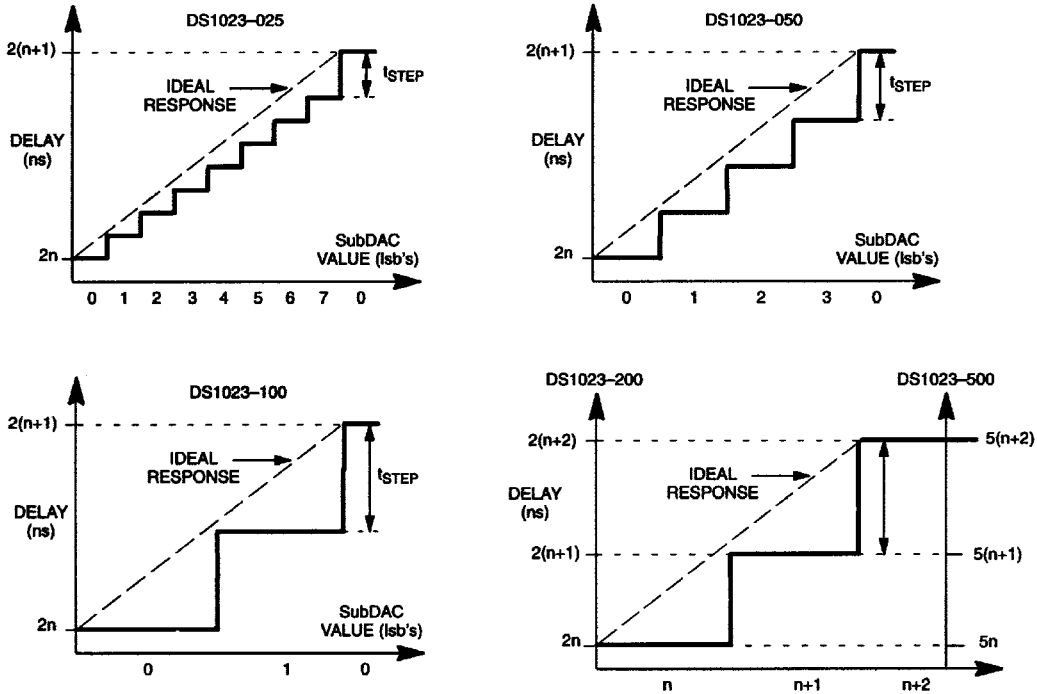 DS1023–025
2(n+1)
IDEAL
RESPONSE
tSTEP
DELAY
(ns)
2n
SubDAC
VALUE (lsb's)
0 1 2 3 4 5 6 7 0
DS1023–050
2(n+1)
IDEAL
RESPONSE
tSTEP
DELAY
(ns)
2n
SubDAC
VALUE (lsb's)
0 1 2 3 0
DS1023–100
2(n+1)
IDEAL
RESPONSE
tSTEP
DELAY
(ns)
2n
SubDAC
VALUE (lsb's)
0 1 0
DS1023–200
DS1023–500
2(n+2)
5(n+2)
IDEAL
RESPONSE
DELAY
(ns)
2(n+1)
5(n+1)
2n
5n
n n+1 n+2